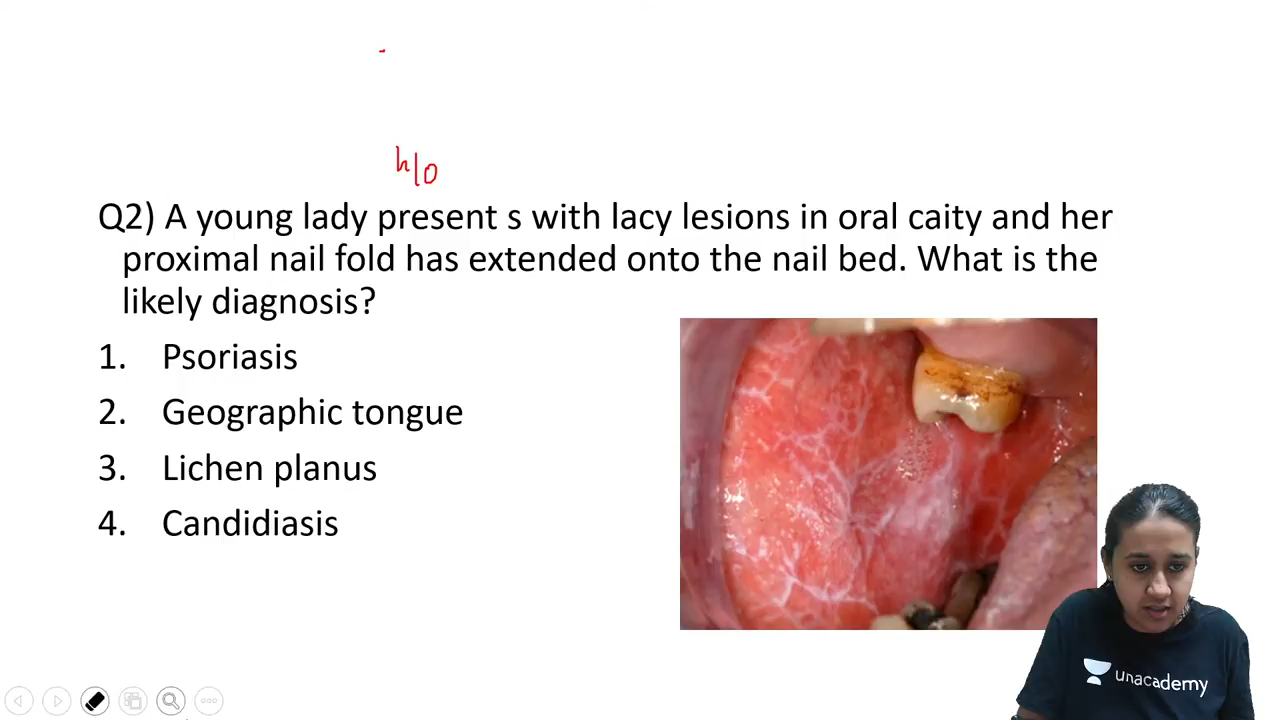 h/o
Q2) A young lady present s with lacy lesions in oral caity and her
proximal nail fold has extended onto the nail bed. What is the
likely diagnosis?
1. Psoriasis
2. Geographic tongue
3. Lichen planus
4. Candidiasis
unacademy